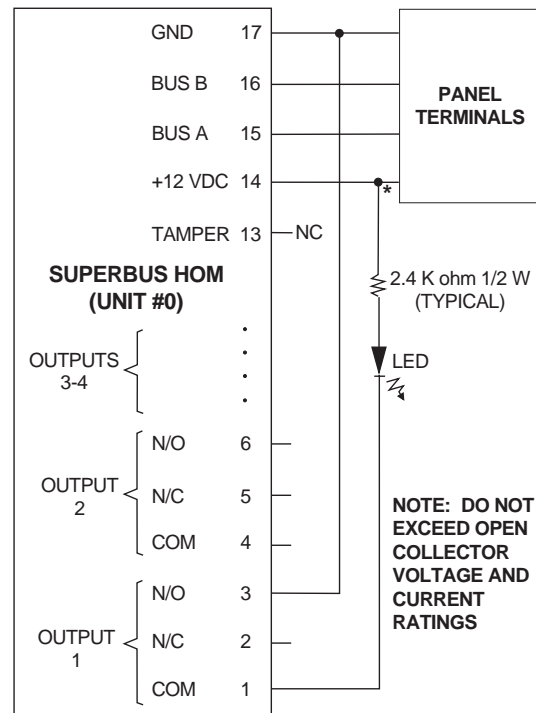 GND 17
BUS B 16
BUS A 15
+12 VDC 14
TAMPER 13 NC
PANEL
TERMINALS
*
SUPERBUS HOM
(UNIT #0)
2.4 K ohm 1/2 W
(TYPICAL)
LED
OUTPUTS
3-4
OUTPUT
2
N/O 6
N/C 5
COM 4
OUTPUT
1
N/O 3
N/C 2
COM 1
NOTE: DO NOT
EXCEED OPEN
COLLECTOR
VOLTAGE AND
CURRENT
RATINGS